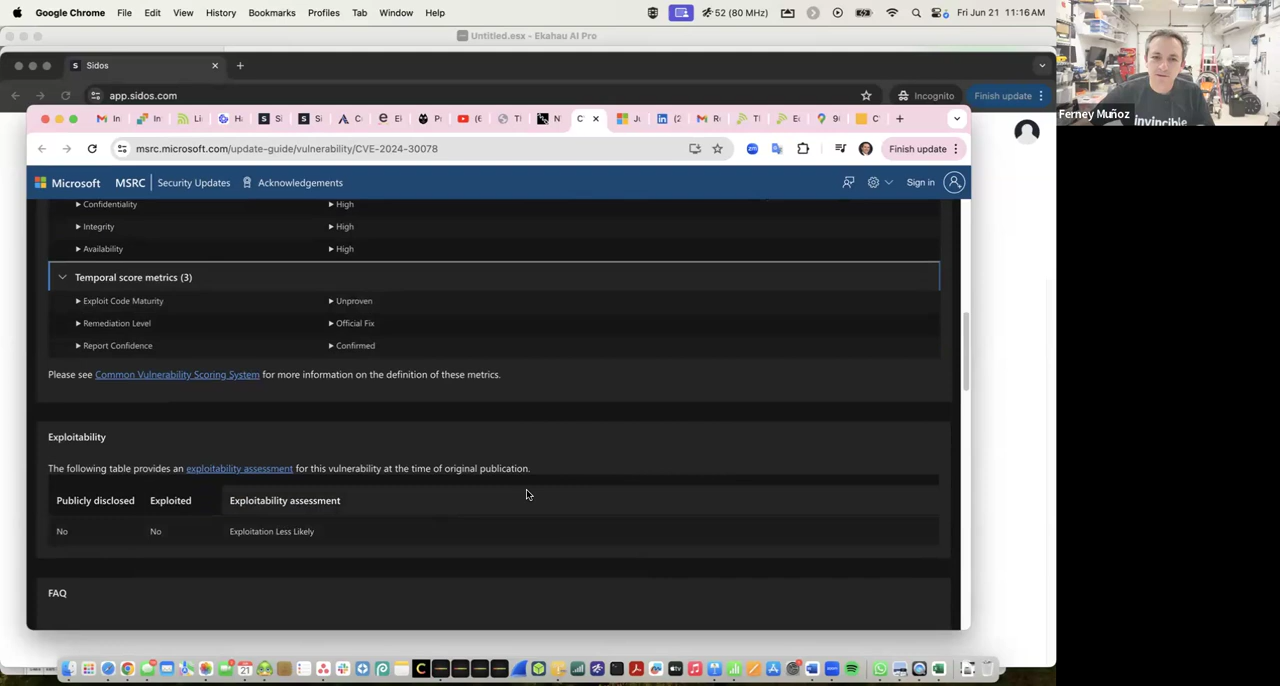 Google Chrome File Edit View History Bookmarks Profiles Tab Window Help 52 (80 MHz) Fri Jun 21 11:16 AM
Untitled.esx - Ekahau AI Pro
Sidos
app.sidos.com Incognito Finish update
msrc.microsoft.com/update-guide/vulnerability/CVE-2024-30078 Finish update
Microsoft MSRC Security Updates Acknowledgements Sign in
Confidentiality High
Integrity High
Availability High
Temporal score metrics (3)
Exploit Code Maturity Unproven
Remediation Level Official Fix
Report Confidence Confirmed
Please see Common Vulnerability Scoring System for more information on the definition of these metrics.
Exploitability
The following table provides an exploitability assessment for this vulnerability at the time of original publication.
Publicly disclosed Exploited Exploitability assessment
No No Exploitation Less Likely
FAQ
Ferney Muñoz
invincible